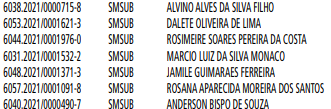 6038.2021/0000715-8 SMSUB ALVINO ALVES DA SILVA FILHO
6053.2021/0001621-3 SMSUB DALETE OLIVEIRA DE LIMA
6044.2021/0001976-0 SMSUB ROSIMEIRE SOARES PEREIRA DA COSTA
6031.2021/0001532-2 SMSUB MARCIO LUIZ DA SILVA MONACO
6048.2021/0001371-3 SMSUB JAMILE GUIMARAES FERREIRA
6057.2021/0001091-8 SMSUB ROSANA APARECIDA MOREIRA DOS SANTOS
6040.2021/0000490-7 SMSUB ANDERSON BISPO DE SOUZA